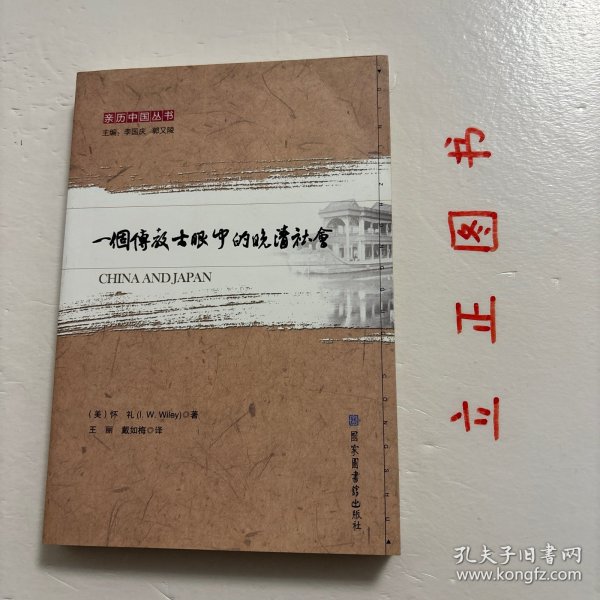 亲历中国丛书
主编：李国庆 郭又陵
一個傳教士眼中的晚清社會
CHINA AND JAPAN
（美）怀 礼(I. W. Wiley)◎著
王 丽 戴如梅◎译
國家圖書館出版社
CONGSHU
立正图书
孔夫子旧书网
www.kongfz.com